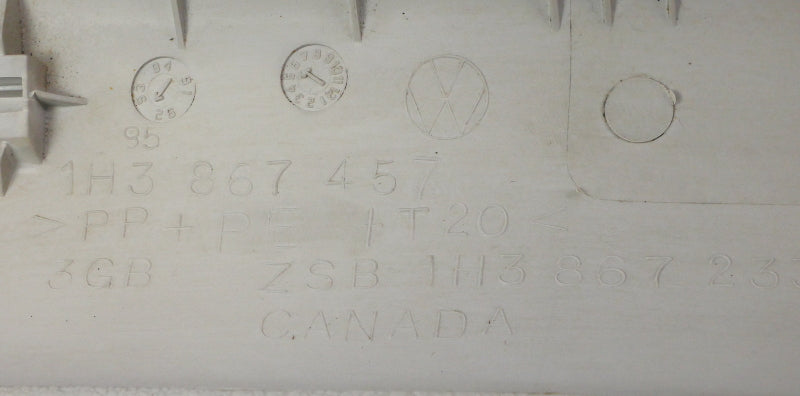 95
1H3 867 457
>PP+PE + T20<
3GB ZSB 1H3 867 233
CANADA